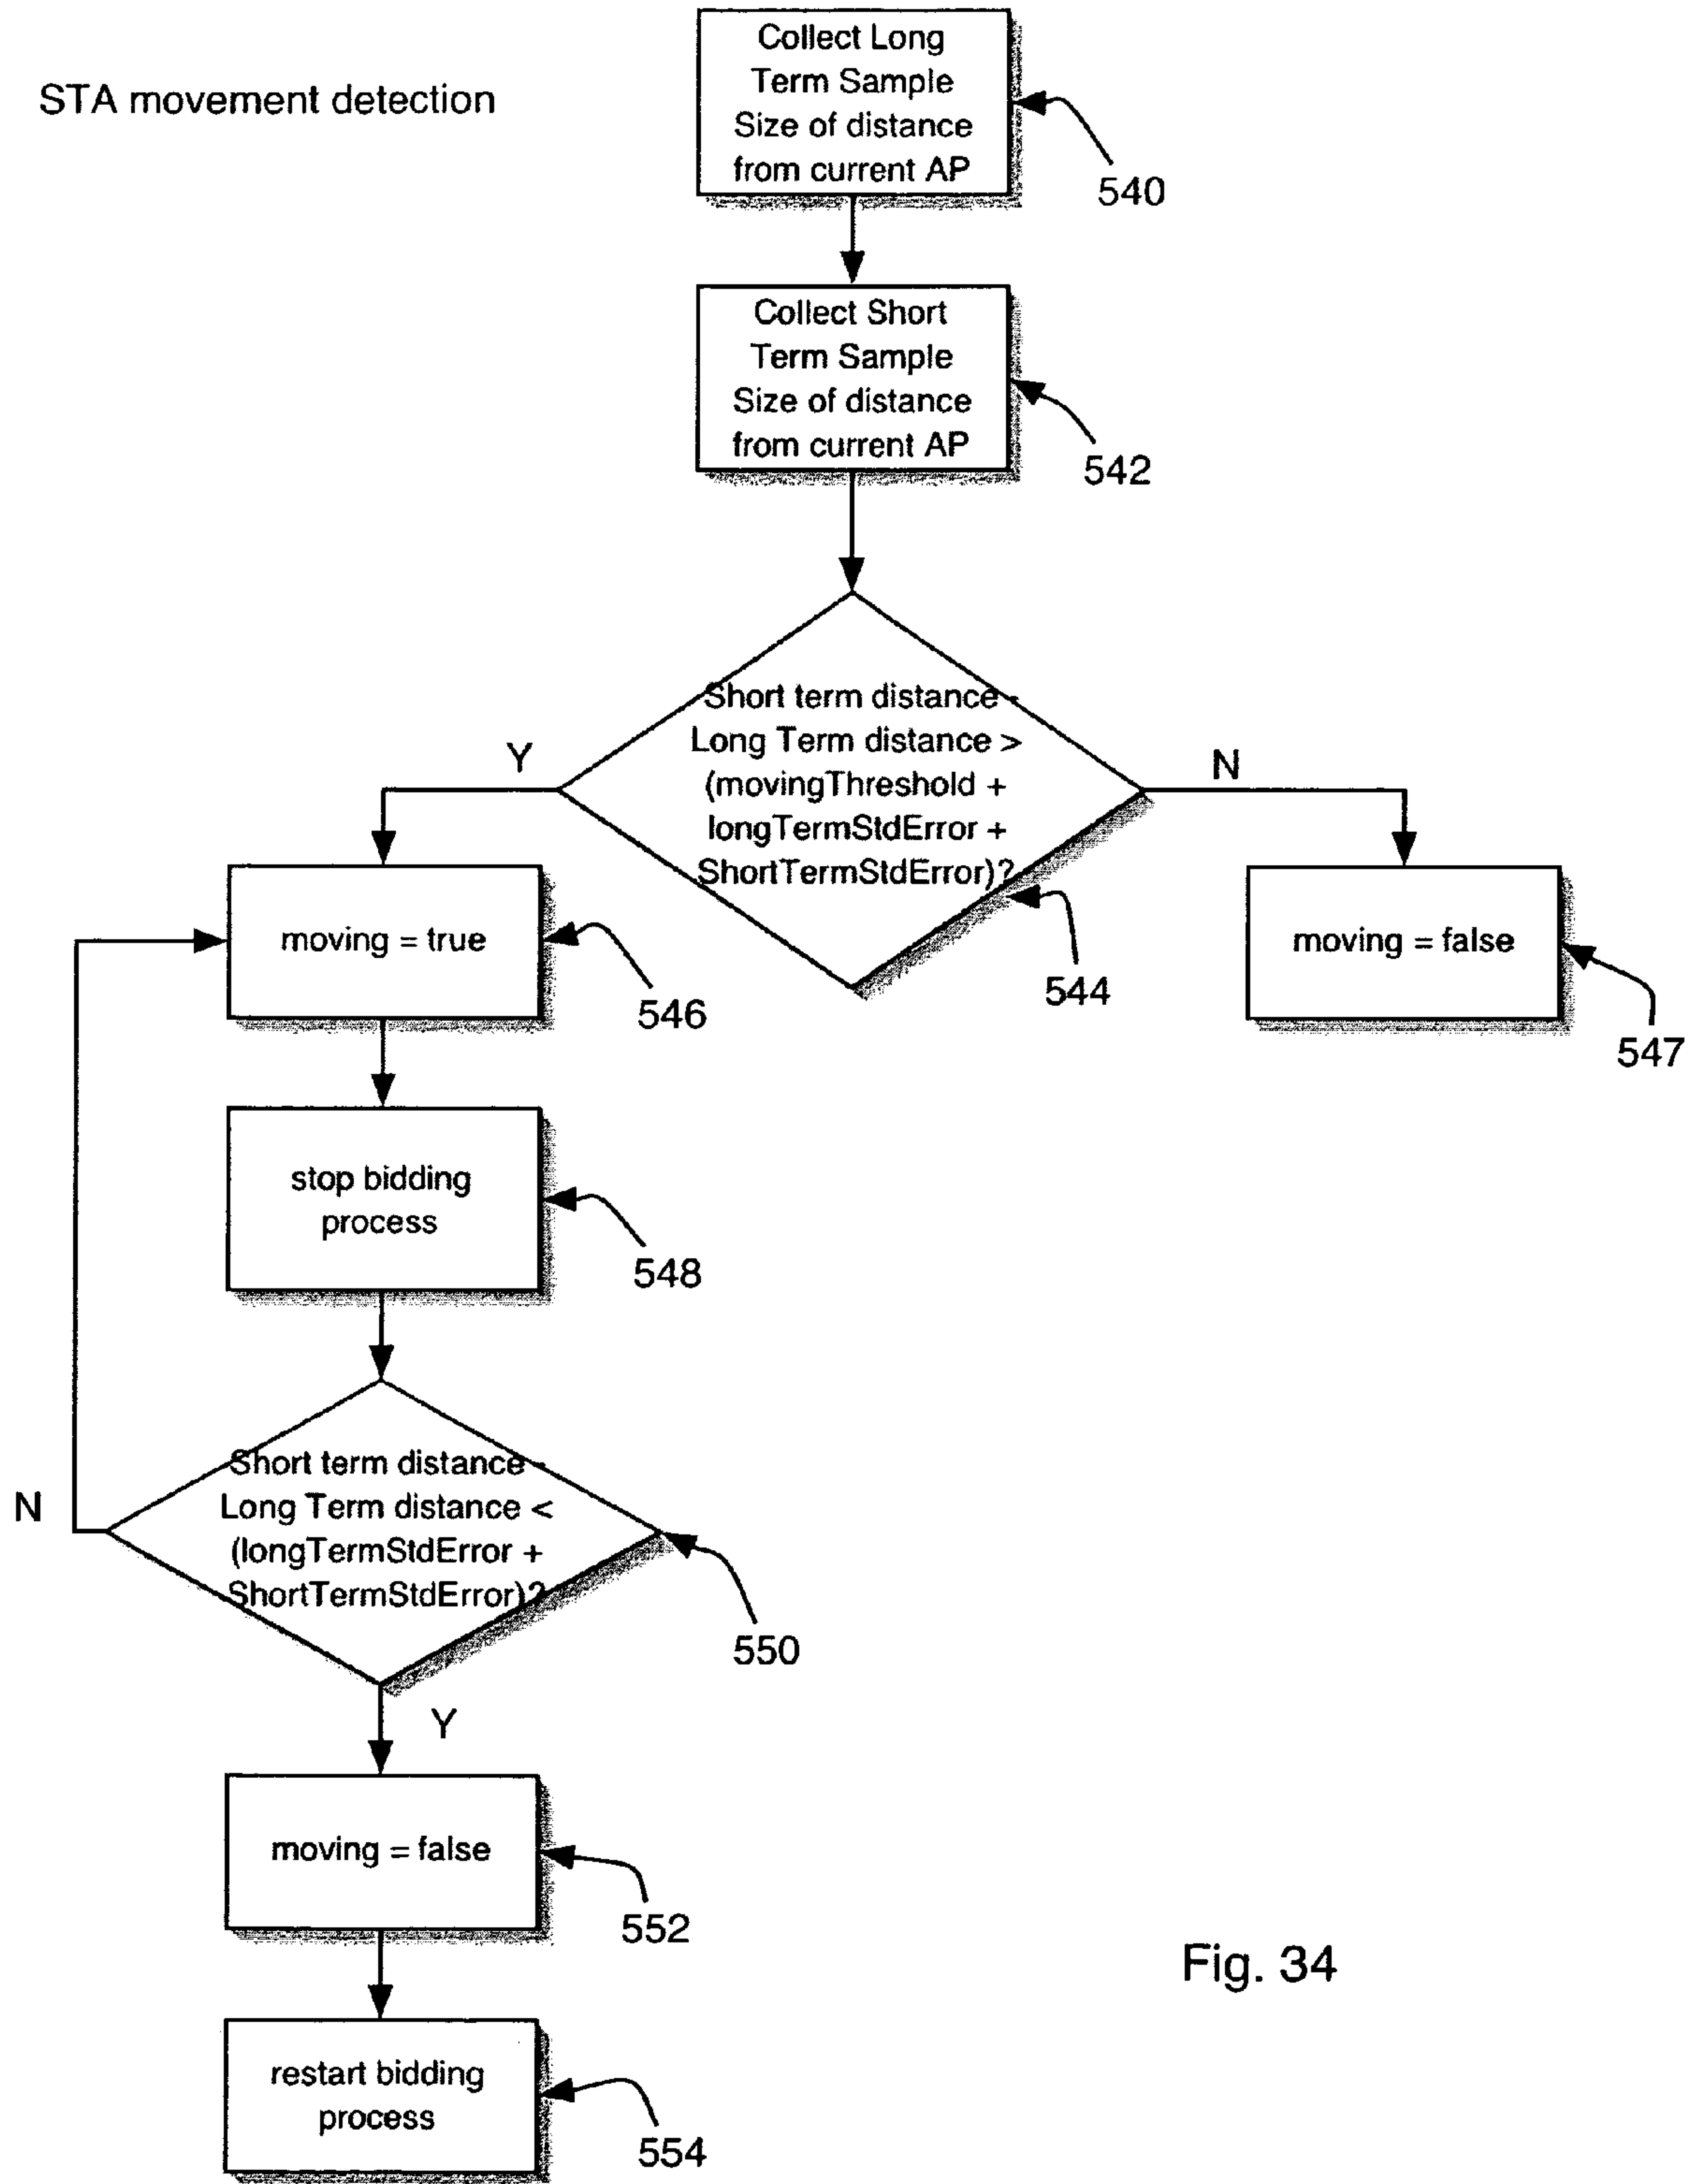 STA movement detection
Collect Long
Term Sample
Size of distance
from current AP
540
Collect Short
Term Sample
Size of distance
from current AP
542
Short term distance -
Long Term distance >
(movingThreshold +
longTermStdError +
ShortTermStdError)?
544
Y
N
moving = true
546
moving = false
547
stop bidding
process
548
Short term distance -
Long Term distance <
(longTermStdError +
ShortTermStdError)?
550
N
Y
moving = false
552
restart bidding
process
554
Fig. 34